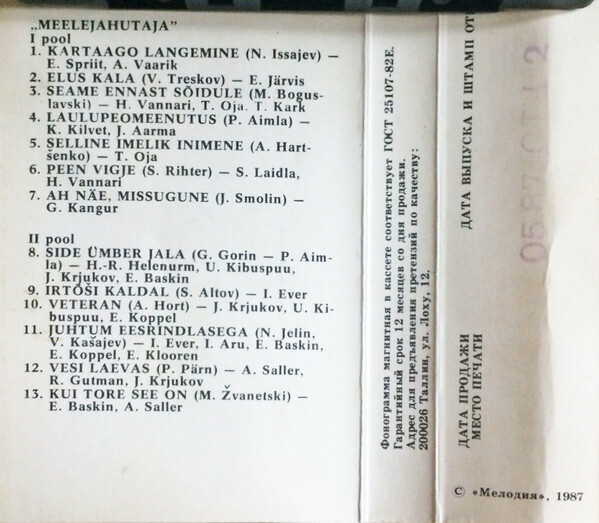 „MEELEJAHUTAJA”
I pool
1. KARTAAGO LANGEMINE (N. Issajev) —
E. Spriit, A. Vaarik
2. ELUS KALA (V. Treskov) — E. Järvis
3. SEAME ENNAST SÕIDULE (M. Bogus-
lavski) — H. Vannari, T. Oja, T. Kark
4. LAULUPEOMEENUTUS (P. Aimla) —
K. Kilvet, J. Aarma
5. SELLINE IMELIK INIMENE (A. Hart-
šenko) — T. Oja
6. PEEN VIGJE (S. Rihter) — S. Laidla,
H. Vannari
7. AH NÄE, MISSUGUNE (J. Smolin) —
G. Kangur
II pool
8. SIDE ÜMBER JALA (G. Gorin — P. Aim-
la) — H.-R. Helenurm, U. Kibuspuu,
J. Krjukov, E. Baskin
9. IRTÕSI KALDAL (S. Altov) — I. Ever
10. VETERAN (A. Hort) — J. Krjukov, U. Ki-
buspuu, E. Koppel
11. JUHTUM EESRINDLASEGA (N. Jelin,
V. Kašajev) — I. Ever, I. Aru, E. Baskin,
E. Koppel, E. Klooren
12. VESI LAEVAS (P. Pärn) — A. Saller,
R. Gutman, J. Krjukov
13. KUI TORE SEE ON (M. Žvanetski) —
E. Baskin, A. Saller
Фонограмма магнитная в кассете соответствует ГОСТ 25107-82Е.
Гарантийный срок 12 месяцев со дня продажи.
Адрес для предъявления претензий по качеству:
200026 Таллин, ул. Лоху, 12.
ДАТА ВЫПУСКА И ШТАМП
ДАТА ПРОДАЖИ
МЕСТО ПЕЧАТИ
05.87
© «Мелодия», 1987